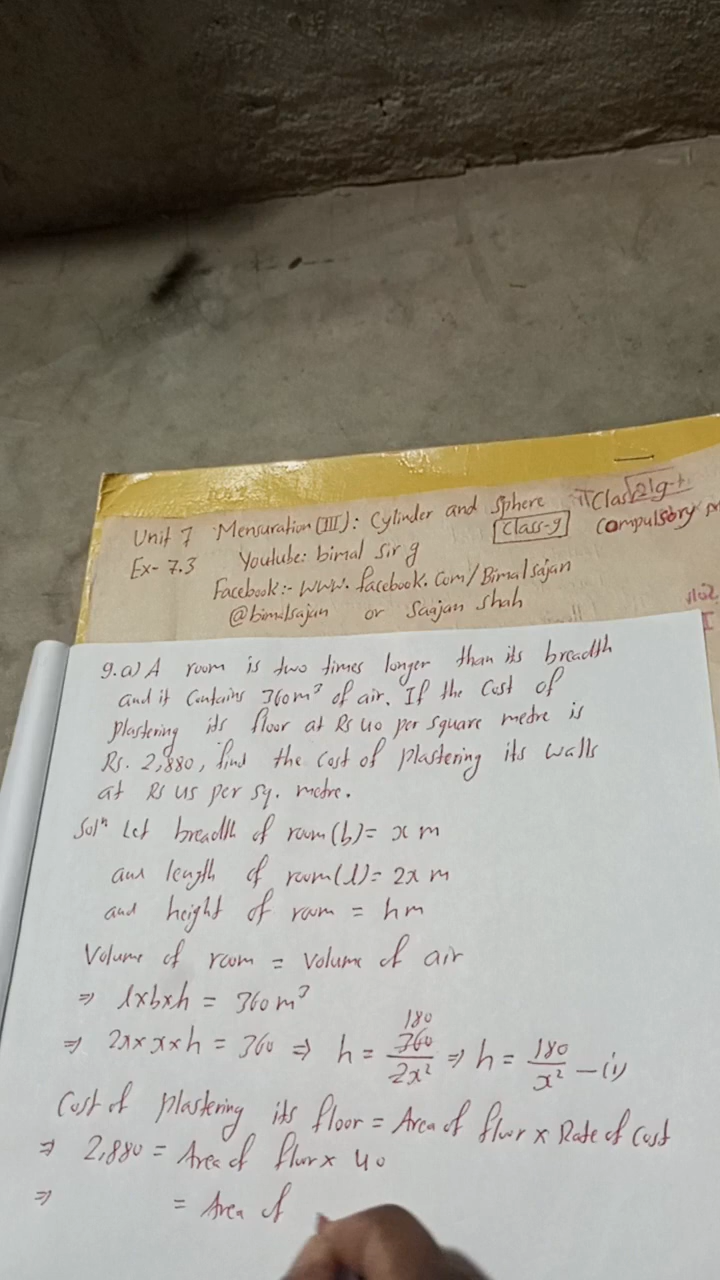 Unit 7 Mensuration (III): Cylinder and Sphere
Class-9
Compulsory
Ex- 7.3 Youtube: bimal sir g
Facebook:- www.facebook.com/Bimalsajan
@bimalsajan or Saajan shah
9.a) A room is two times longer than its breadth
and it contains 360m³ of air. If the cost of
plastering its floor at Rs 40 per square metre is
Rs. 2,880, find the cost of plastering its walls
at Rs 45 per sq. metre.
Solⁿ Let breadth of room (b) = x m
and length of room (l) = 2x m
and height of room = hm
Volume of room = volume of air
⇒ l×b×h = 360m³
⇒ 2x × x × h = 360 ⇒ h = 180 360/2x² ⇒ h = 180/x² – (i)
Cost of plastering its floor = Area of floor × Rate of cost
⇒ 2,880 = Area of floor × 40
⇒ = Area of